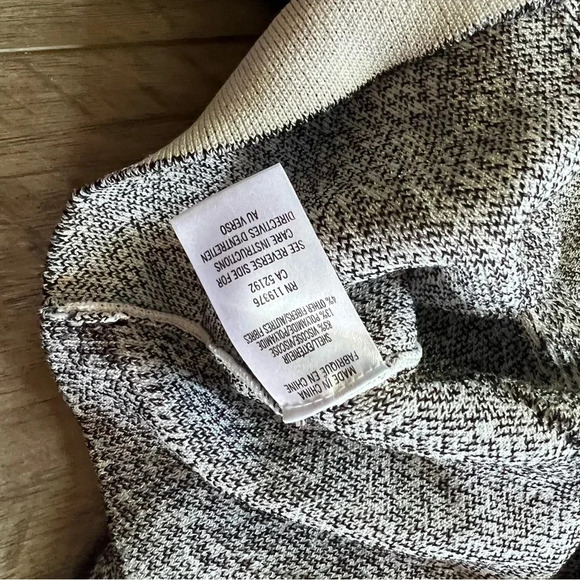 MADE IN CHINA
FABRIQUÉ EN CHINE
SHELL/EXTÉRIEUR
83% VISCOSE/VISCOSE
13% POLYAMIDE/POLYAMIDE
4% OTHER FIBERS/AUTRES FIBRES
RN 119376
CA 52192
SEE REVERSE SIDE FOR
CARE INSTRUCTIONS
DIRECTIVES D'ENTRETIEN
AU VERSO